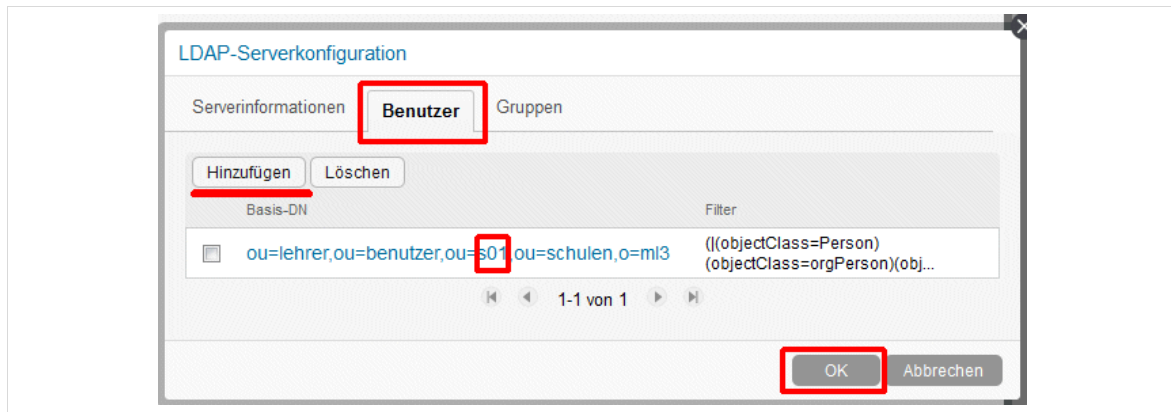 LDAP-Serverkonfiguration
Serverinformationen Benutzer Gruppen
Hinzufügen Löschen
Basis-DN Filter
ou=lehrer,ou=benutzer,ou=s01,ou=schulen,o=ml3 (|(objectClass=Person)
(objectClass=orgPerson)(obj...
1-1 von 1
OK Abbrechen